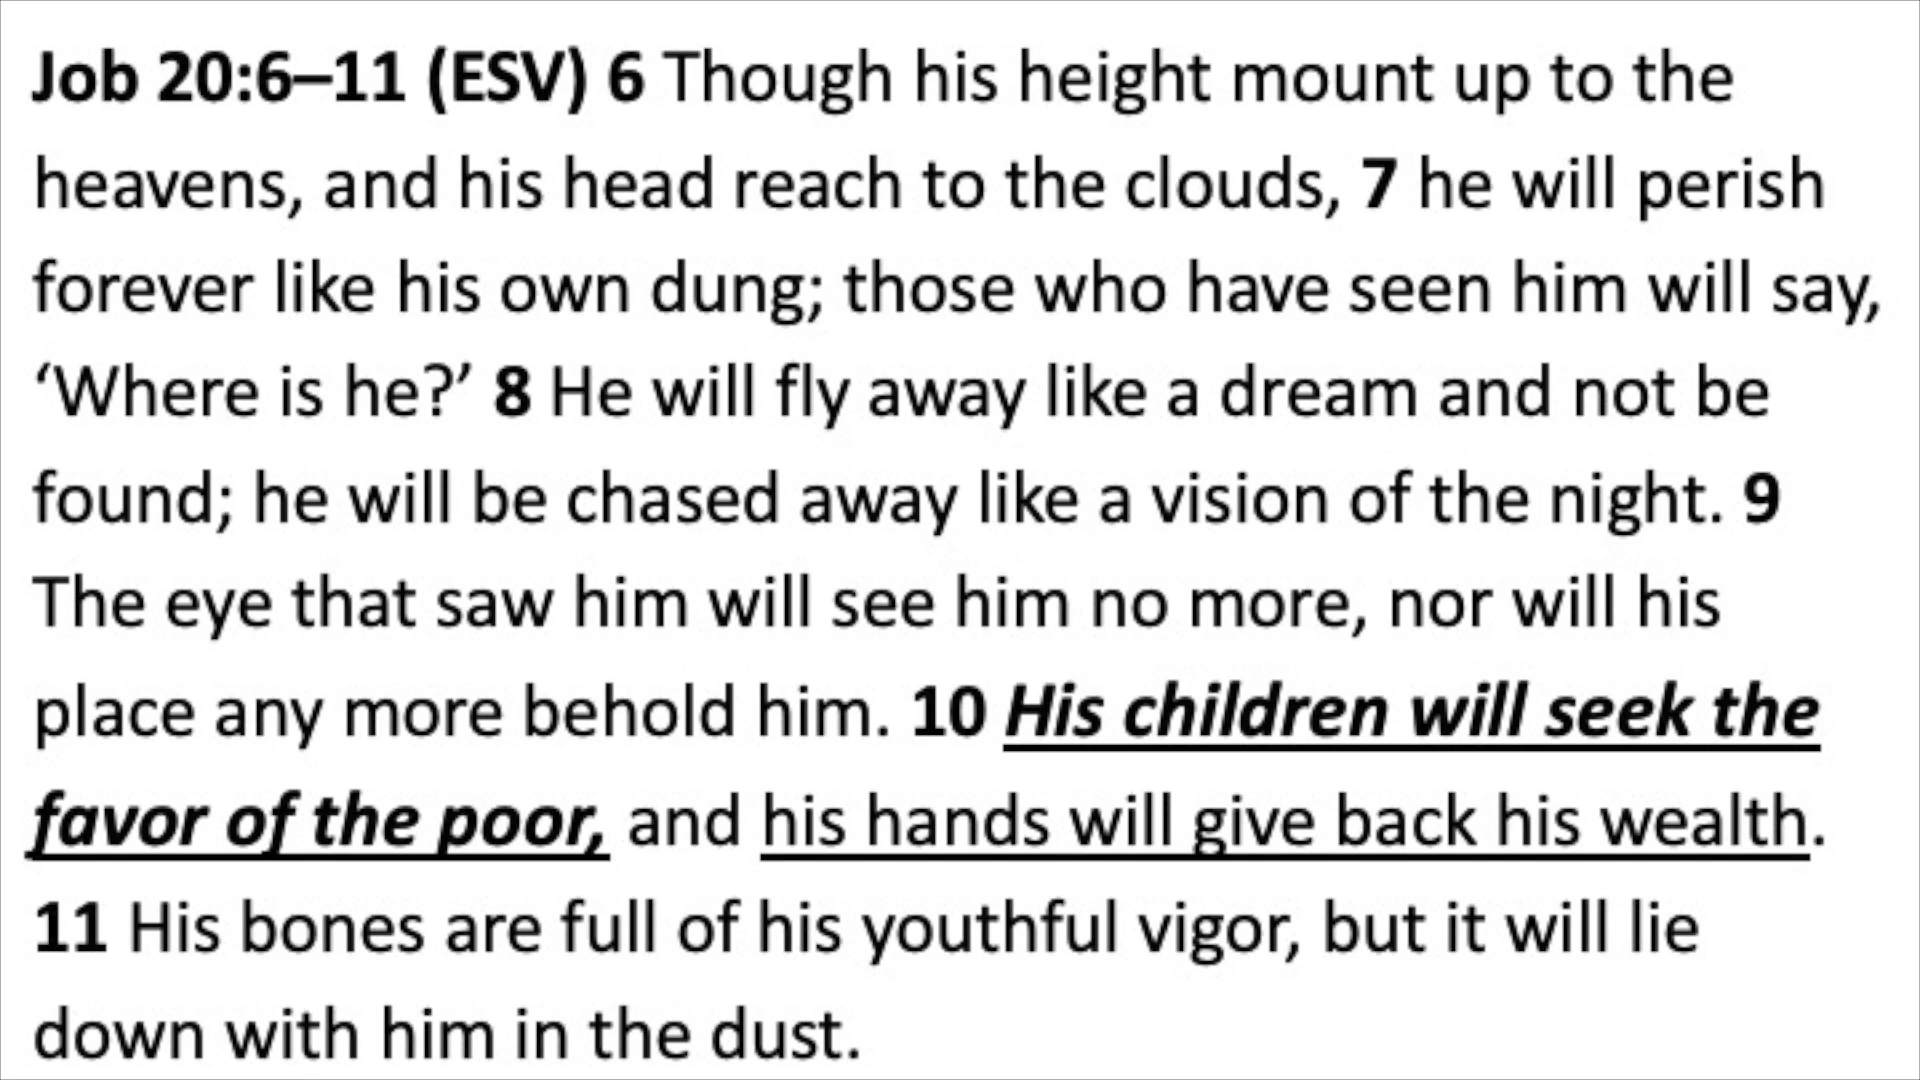 Job 20:6–11 (ESV) 6 Though his height mount up to the
heavens, and his head reach to the clouds, 7 he will perish
forever like his own dung; those who have seen him will say,
‘Where is he?’ 8 He will fly away like a dream and not be
found; he will be chased away like a vision of the night. 9
The eye that saw him will see him no more, nor will his
place any more behold him. 10 His children will seek the
favor of the poor, and his hands will give back his wealth.
11 His bones are full of his youthful vigor, but it will lie
down with him in the dust.